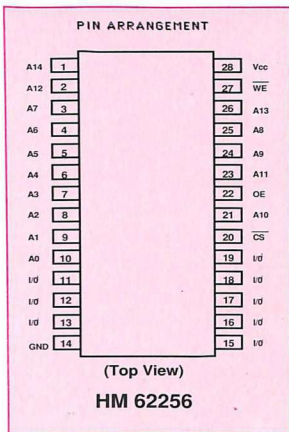 PIN ARRANGEMENT
A14 1 28 Vcc
A12 2 27 WE
A7 3 26 A13
A6 4 25 A8
A5 5 24 A9
A4 6 23 A11
A3 7 22 OE
A2 8 21 A10
A1 9 20 CS
A0 10 19 I/O
I/O 11 18 I/O
I/O 12 17 I/O
I/O 13 16 I/O
GND 14 15 I/O
(Top View)
HM 62256